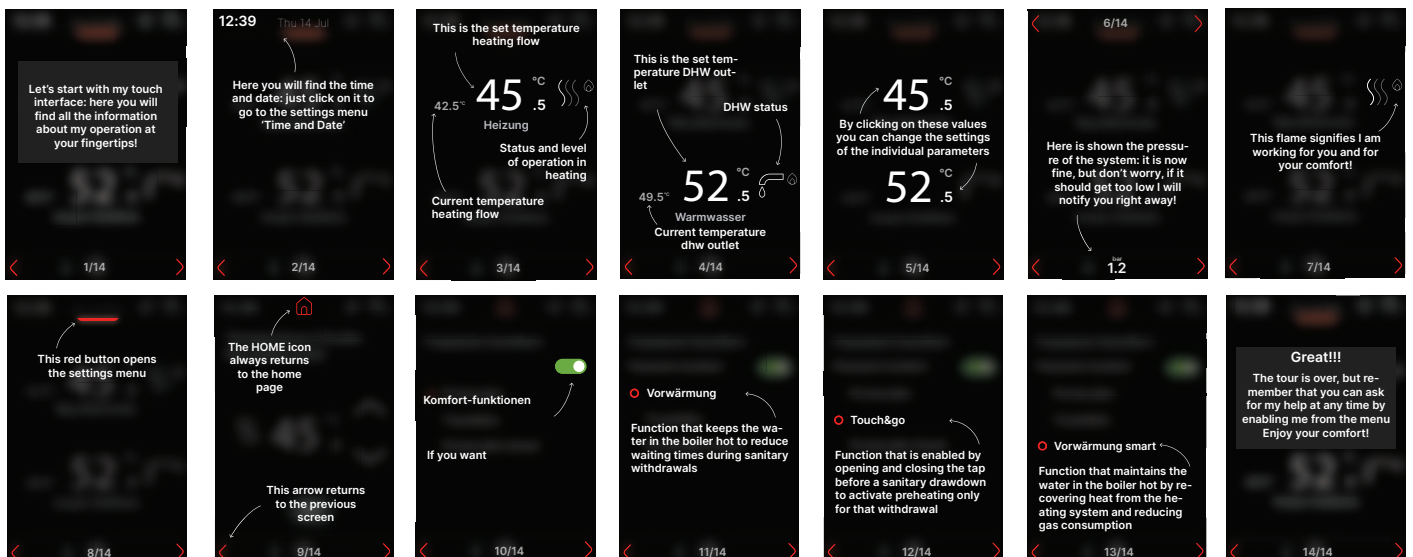 Let's start with my touch
interface: here you will
find all the information
about my operation at
your fingertips!
1/14
12:39
Thu 14 Jul
Here you will find the time
and date: just click on it to
go to the settings menu
'Time and Date'
2/14
This is the set temperature
heating flow
45
°C
.5
42.5°
Heizung
Status and level
of operation in
heating
Current temperature
heating flow
3/14
This is the set tem-
perature DHW out-
let
DHW status
52
°C
.5
49.5°
Warmwasser
Current temperature
dhw outlet
4/14
45
°C
.5
By clicking on these values
you can change the settings
of the individual parameters
52
°C
.5
5/14
6/14
Here is shown the pressu-
re of the system: it is now
fine, but don't worry, if it
should get too low I will
notify you right away!
bar
1.2
This flame signifies I am
working for you and for
your comfort!
7/14
This red button opens
the settings menu
8/14
The HOME icon
always returns
to the home
page
This arrow returns
to the previous
screen
9/14
Komfort-funktionen
If you want
10/14
Vorwärmung
Function that keeps the wa-
ter in the boiler hot to reduce
waiting times during sanitary
withdrawals
11/14
Touch&go
Function that is enabled by
opening and closing the tap
before a sanitary drawdown
to activate preheating only
for that withdrawal
12/14
Vorwärmung smart
Function that maintains the
water in the boiler hot by re-
covering heat from the he-
ating system and reducing
gas consumption
13/14
Great!!!
The tour is over, but re-
member that you can ask
for my help at any time by
enabling me from the menu
Enjoy your comfort!
14/14